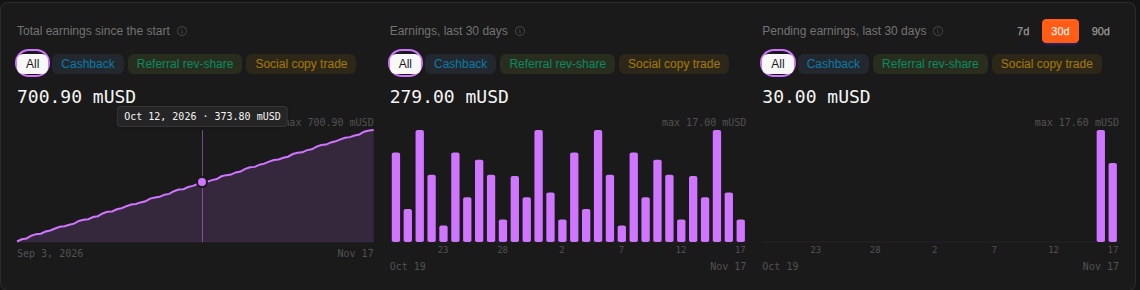 Total earnings since the start
All Cashback Referral rev-share Social copy trade
700.90 mUSD
Oct 12, 2026 · 373.80 mUSD
max 700.90 mUSD
Sep 3, 2026 Nov 17
Earnings, last 30 days
All Cashback Referral rev-share Social copy trade
279.00 mUSD
max 17.00 mUSD
23 28 2 7 12 17
Oct 19 Nov 17
Pending earnings, last 30 days
7d 30d 90d
All Cashback Referral rev-share Social copy trade
30.00 mUSD
max 17.60 mUSD
23 28 2 7 12 17
Oct 19 Nov 17